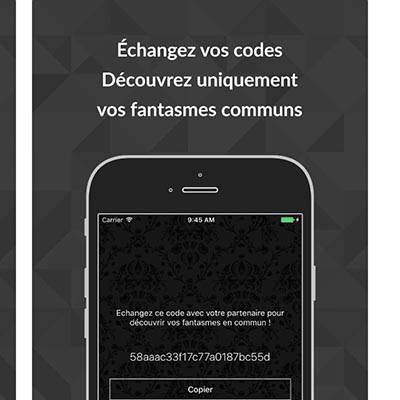 Échangez vos codes
Découvrez uniquement
vos fantasmes communs
Carrier 9:45 AM
Echangez ce code avec votre partenaire pour
découvrir vos fantasmes en commun !
58aaac33f17c77a0187bc55d
Copier